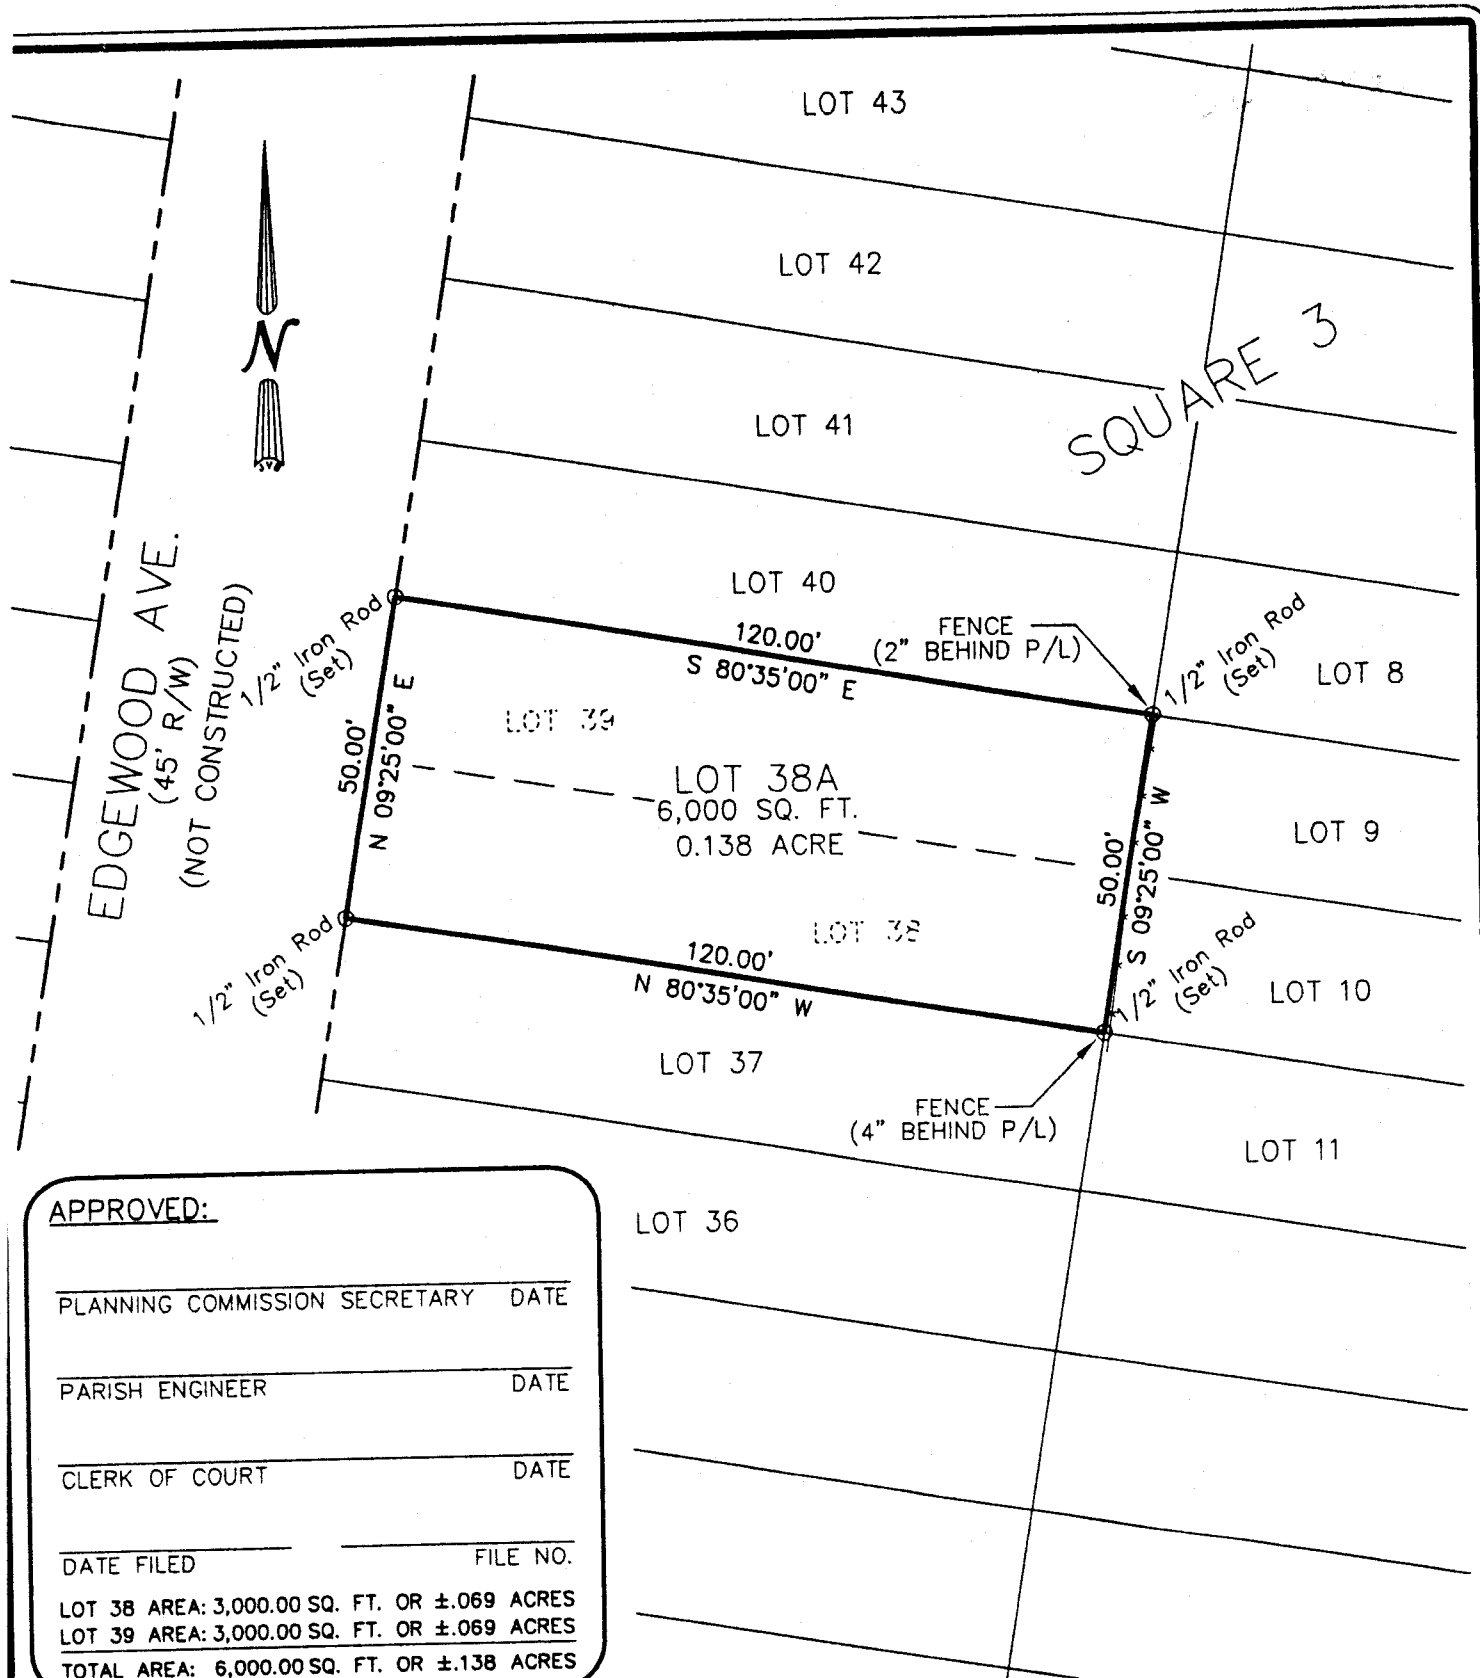 LOT 43
LOT 42
SQUARE 3
LOT 41
N
EDGEWOOD AVE.
(45' R/W)
(NOT CONSTRUCTED)
LOT 40
1/2" Iron Rod
(Set)
120.00'
S 80°35'00" E
FENCE
(2" BEHIND P/L)
1/2" Iron Rod
(Set)
LOT 8
LOT 39
50.00'
N 09°25'00" E
LOT 38A
6,000 SQ. FT.
0.138 ACRE
50.00'
S 09°25'00" W
LOT 9
LOT 38
1/2" Iron Rod
(Set)
120.00'
N 80°35'00" W
1/2" Iron Rod
(Set)
LOT 10
LOT 37
FENCE
(4" BEHIND P/L)
LOT 11
LOT 36
APPROVED:
PLANNING COMMISSION SECRETARY DATE
PARISH ENGINEER DATE
CLERK OF COURT DATE
DATE FILED FILE NO.
LOT 38 AREA: 3,000.00 SQ. FT. OR ±.069 ACRES
LOT 39 AREA: 3,000.00 SQ. FT. OR ±.069 ACRES
TOTAL AREA: 6,000.00 SQ. FT. OR ±.138 ACRES